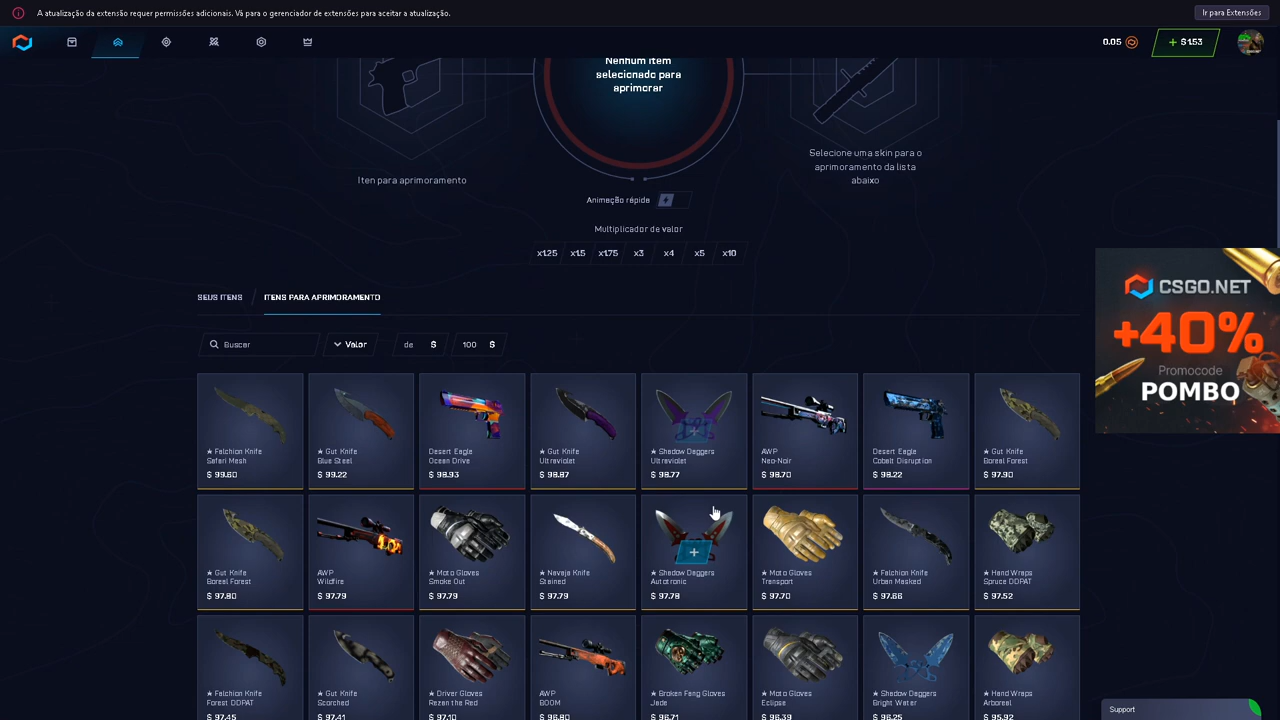 A atualização da extensão requer permissões adicionais. Vá para o gerenciador de extensões para aceitar a atualização.
Ir para Extensões
0.05
+ $ 1.53
Nenhum item
selecionado para
aprimorar
Iten para aprimoramento
Selecione uma skin para o
aprimoramento da lista
abaixo
Animação rápida
Multiplicador de valor
x1.25 x1.5 x1.75 x3 x4 x5 x10
SEUS ITENS / ITENS PARA APRIMORAMENTO
Buscar
Valor
de $
100 $
CSGO.NET
+40%
Promocode
POMBO
★ Falchion Knife
Safari Mesh
$ 99.60
★ Gut Knife
Blue Steel
$ 99.22
Desert Eagle
Ocean Drive
$ 98.93
★ Gut Knife
Ultraviolet
$ 98.87
★ Shadow Daggers
Ultraviolet
$ 98.77
AWP
Neo-Noir
$ 98.70
Desert Eagle
Cobalt Disruption
$ 98.22
★ Gut Knife
Boreal Forest
$ 97.90
★ Gut Knife
Boreal Forest
$ 97.80
AWP
Wildfire
$ 97.79
★ Moto Gloves
Smoke Out
$ 97.79
★ Navaja Knife
Stained
$ 97.79
★ Shadow Daggers
Autotronic
$ 97.78
★ Moto Gloves
Transport
$ 97.70
★ Falchion Knife
Urban Masked
$ 97.66
★ Hand Wraps
Spruce DDPAT
$ 97.52
★ Falchion Knife
Forest DDPAT
$ 97.45
★ Gut Knife
Scorched
$ 97.41
★ Driver Gloves
Rezan the Red
$ 97.10
AWP
BOOM
$ 96.80
★ Broken Fang Gloves
Jade
$ 96.71
★ Moto Gloves
Eclipse
$ 96.39
★ Shadow Daggers
Bright Water
$ 96.25
★ Hand Wraps
Arboreal
$ 95.92
Support